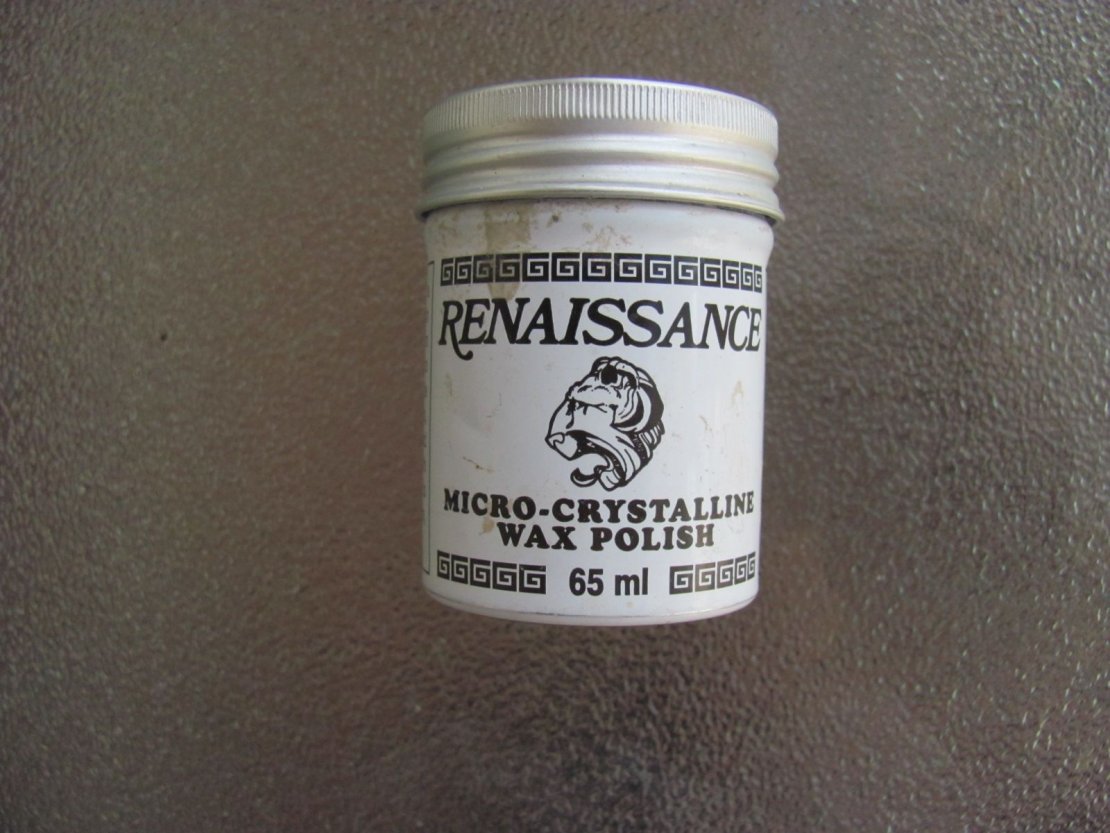 RENAISSANCE
MICRO-CRYSTALLINE
WAX POLISH
65 ml